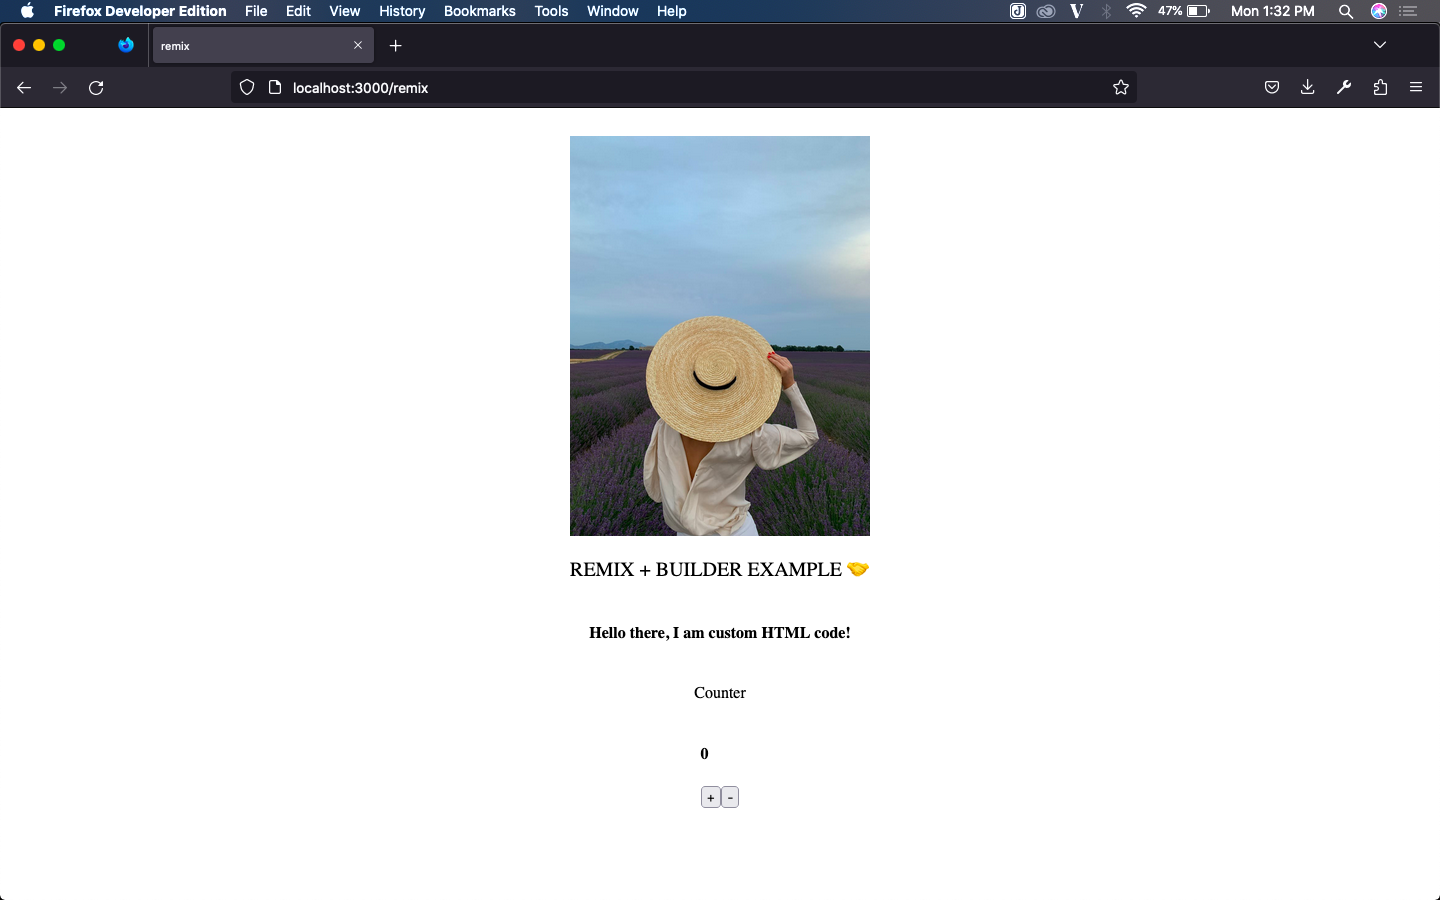 Firefox Developer Edition File Edit View History Bookmarks Tools Window Help 47% Mon 1:32 PM
remix
localhost:3000/remix
REMIX + BUILDER EXAMPLE 🤝
Hello there, I am custom HTML code!
Counter
0
+ -